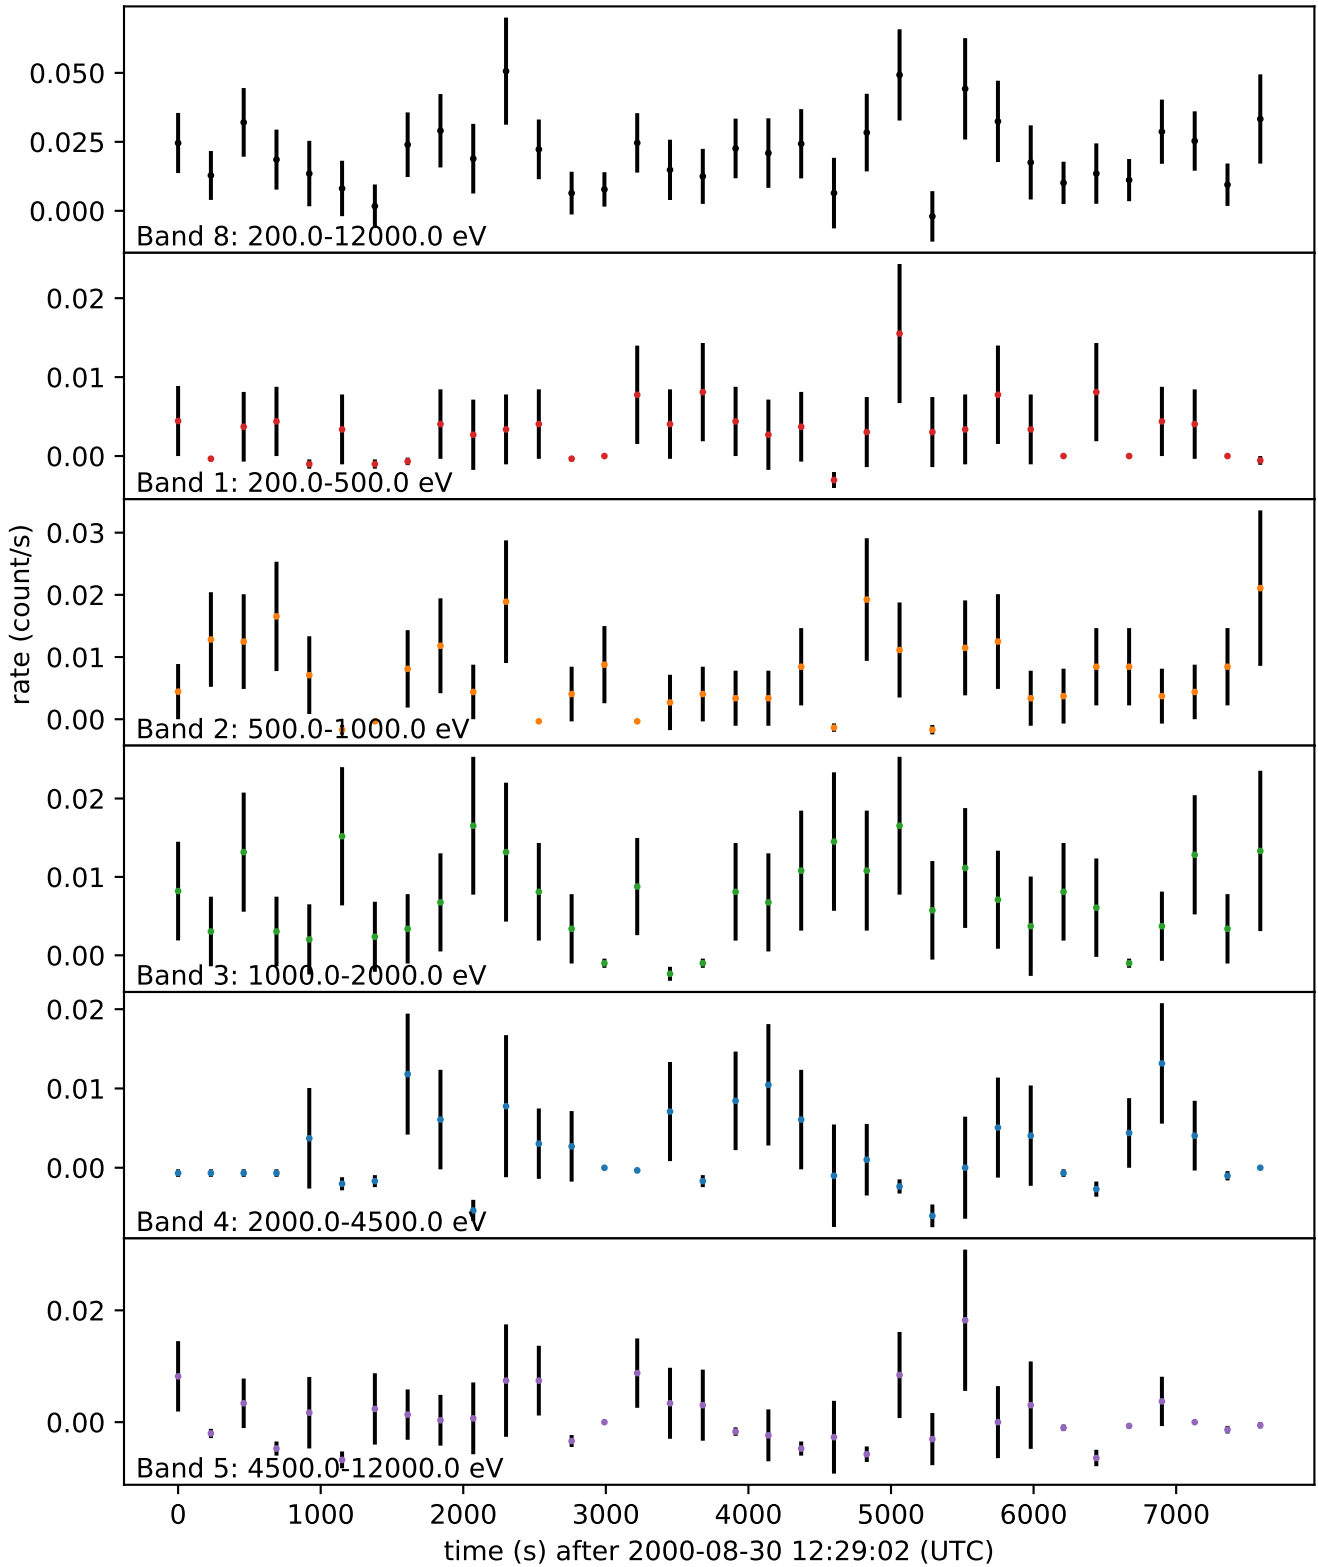 0.050
0.025
0.000
Band 8: 200.0-12000.0 eV
0.02
0.01
0.00
Band 1: 200.0-500.0 eV
rate (count/s)
0.03
0.02
0.01
0.00
Band 2: 500.0-1000.0 eV
0.02
0.01
0.00
Band 3: 1000.0-2000.0 eV
0.02
0.01
0.00
Band 4: 2000.0-4500.0 eV
0.02
0.00
Band 5: 4500.0-12000.0 eV
0 1000 2000 3000 4000 5000 6000 7000
time (s) after 2000-08-30 12:29:02 (UTC)